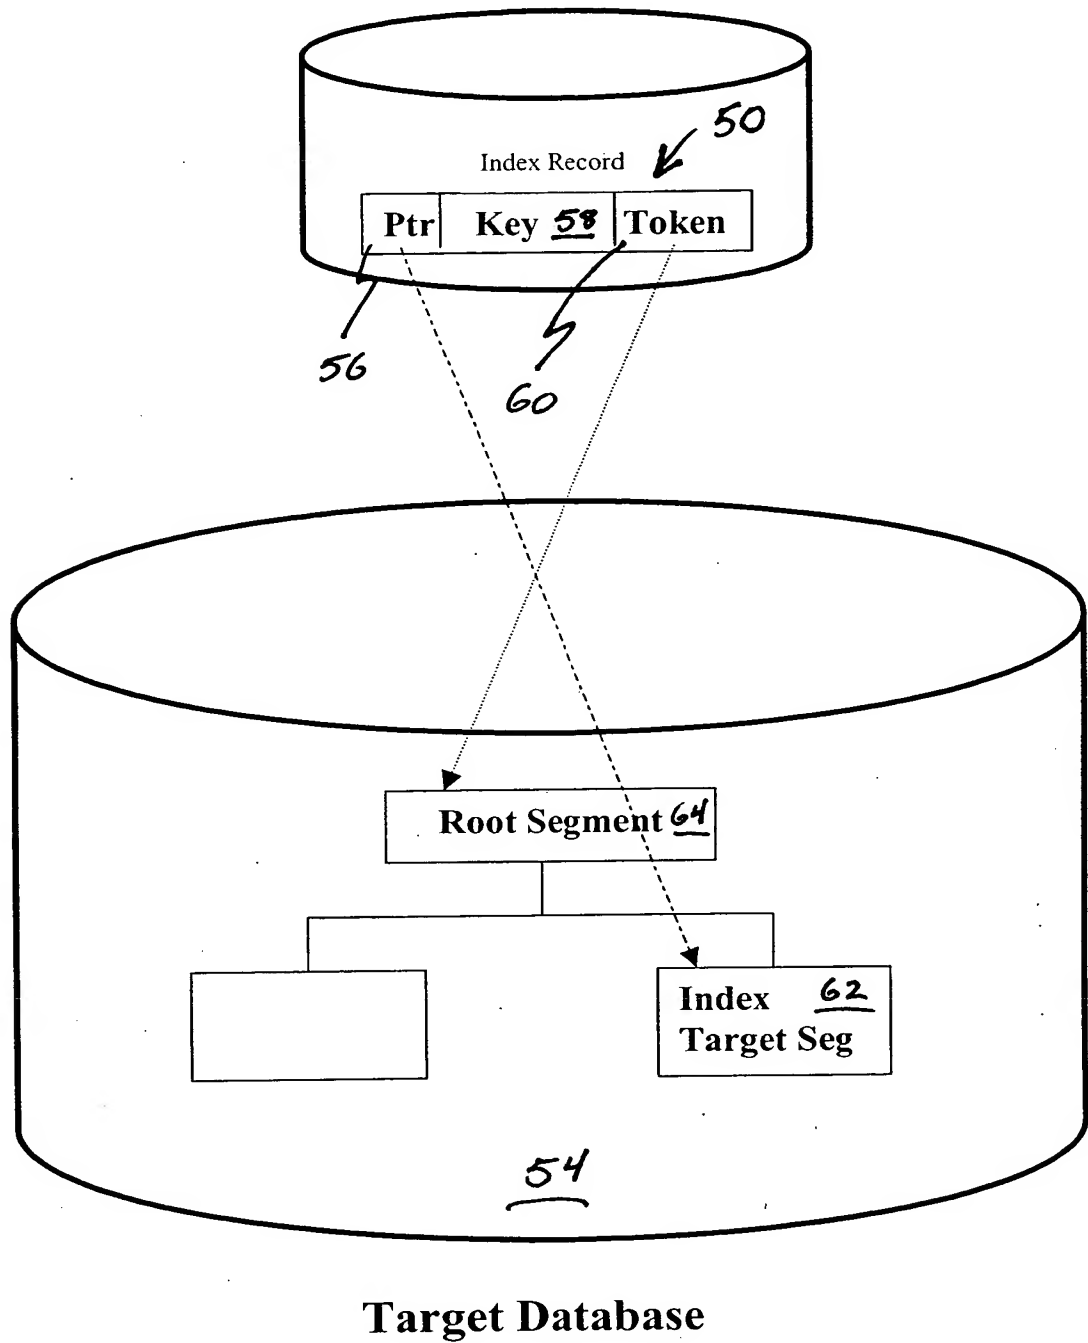 50
Index Record
Ptr Key 58 Token
56
60
Root Segment 64
Index 62
Target Seg
54
Target Database